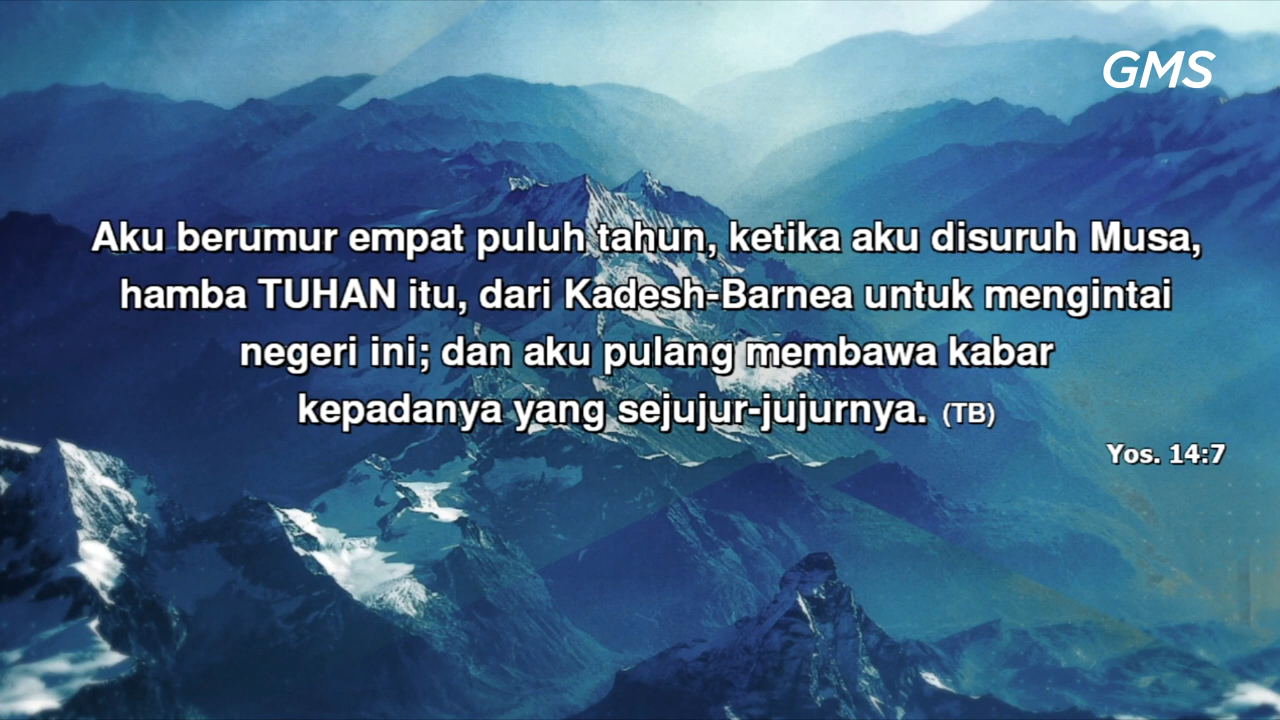 GMS
Aku berumur empat puluh tahun, ketika aku disuruh Musa,
hamba TUHAN itu, dari Kadesh-Barnea untuk mengintai
negeri ini; dan aku pulang membawa kabar
kepadanya yang sejujur-jujurnya. (TB)
Yos. 14:7